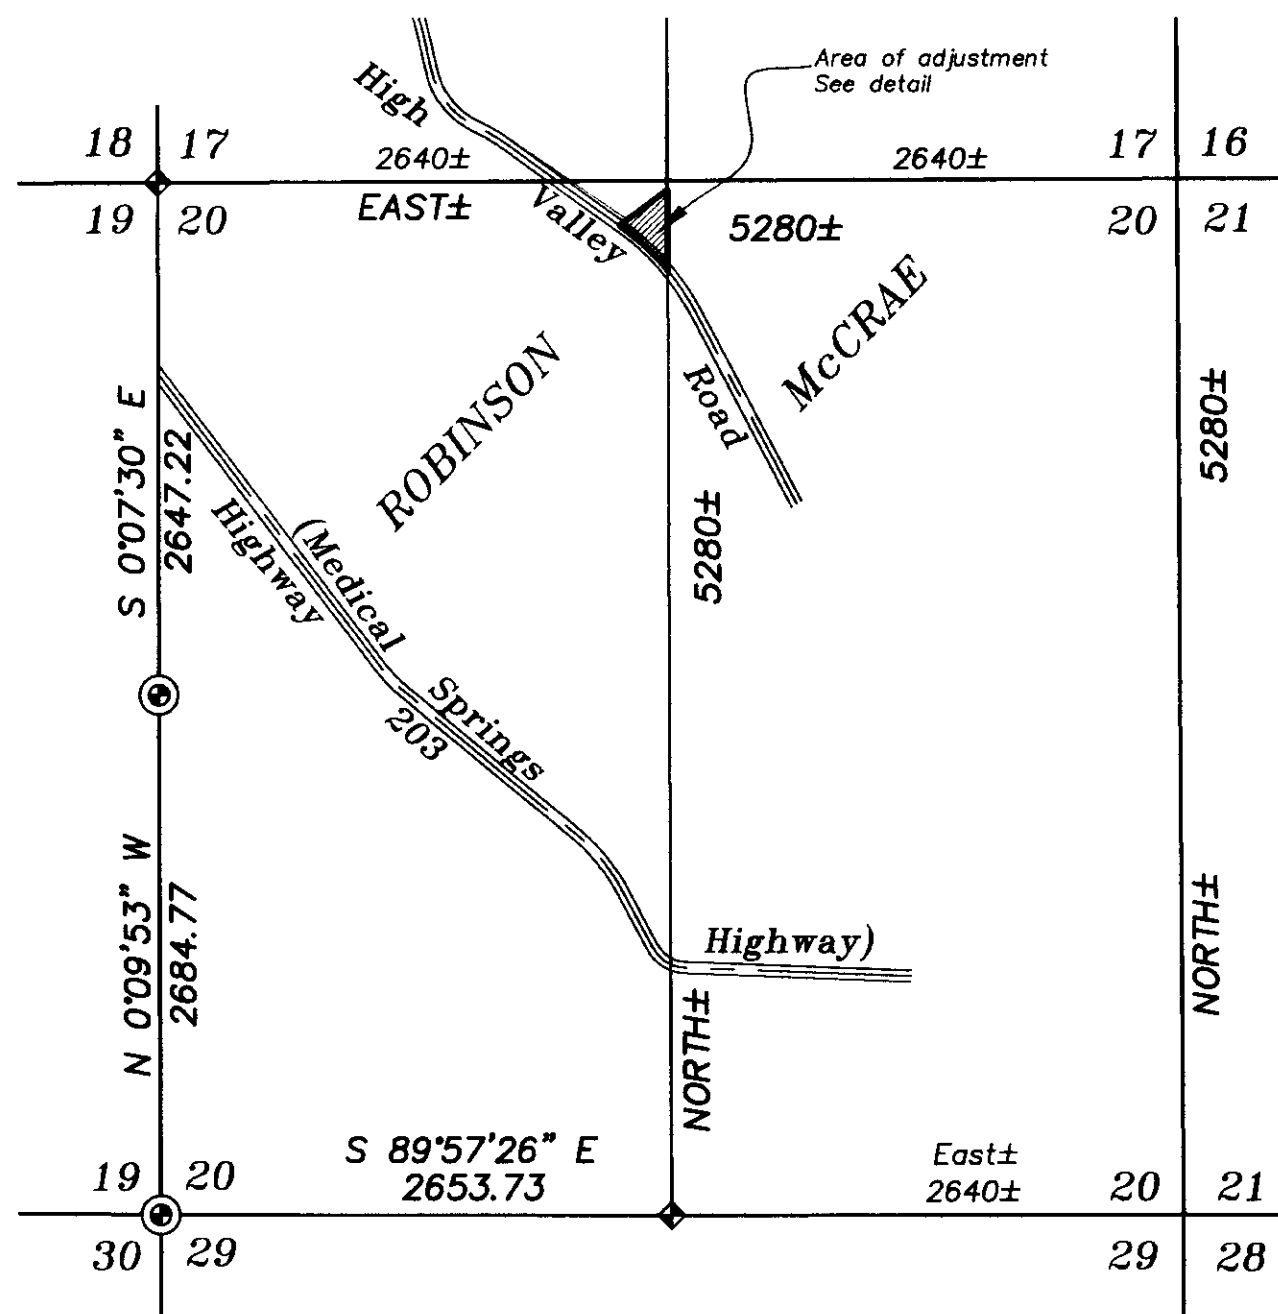 Area of adjustment
See detail
High
Valley
Road
18 17
2640±
2640±
17 16
EAST±
5280±
19 20
20 21
ROBINSON
McCRAE
S 0°07'30" E
2647.22
5280±
5280±
Highway
(Medical
203
Springs
Highway)
N 0°09'53" W
2684.77
NORTH±
NORTH±
S 89°57'26" E
2653.73
East±
2640±
19 20
20 21
30 29
29 28